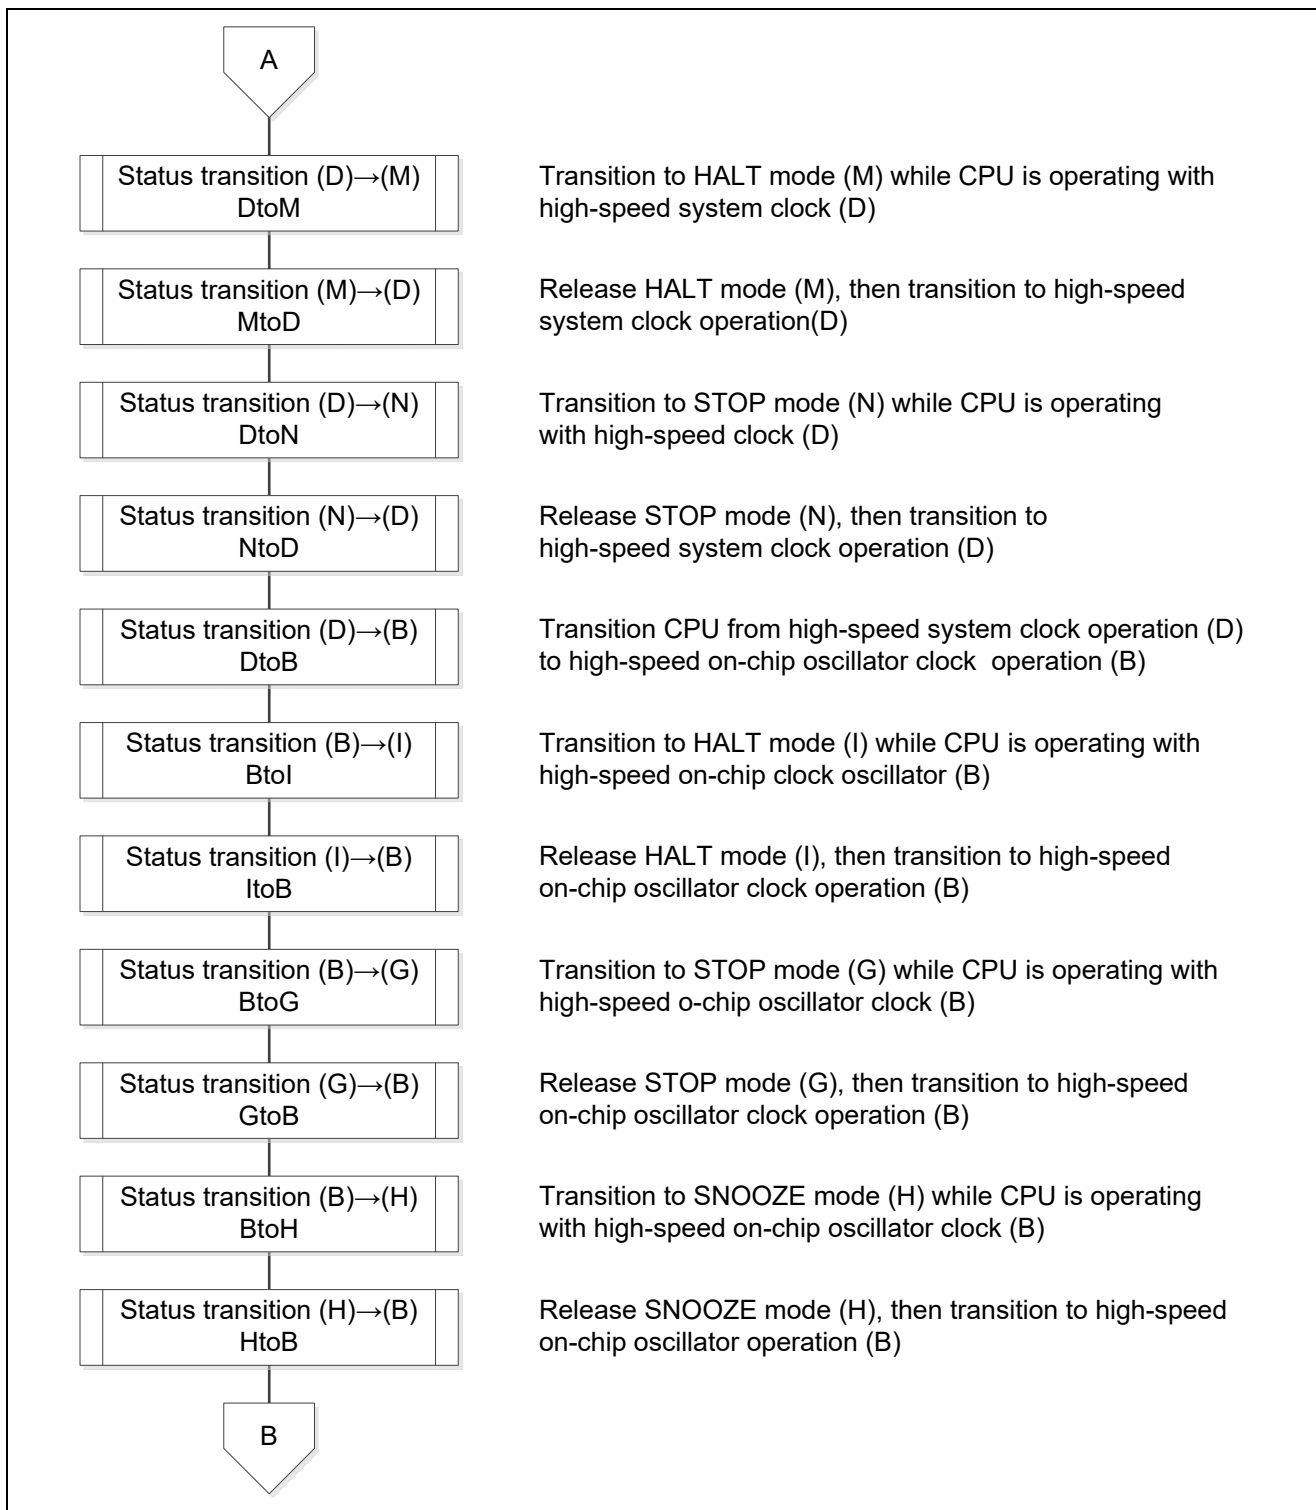 A
Status transition (D)→(M)
DtoM
Transition to HALT mode (M) while CPU is operating with
high-speed system clock (D)
Status transition (M)→(D)
MtoD
Release HALT mode (M), then transition to high-speed
system clock operation(D)
Status transition (D)→(N)
DtoN
Transition to STOP mode (N) while CPU is operating
with high-speed clock (D)
Status transition (N)→(D)
NtoD
Release STOP mode (N), then transition to
high-speed system clock operation (D)
Status transition (D)→(B)
DtoB
Transition CPU from high-speed system clock operation (D)
to high-speed on-chip oscillator clock  operation (B)
Status transition (B)→(I)
BtoI
Transition to HALT mode (I) while CPU is operating with
high-speed on-chip clock oscillator (B)
Status transition (I)→(B)
ItoB
Release HALT mode (I), then transition to high-speed
on-chip oscillator clock operation (B)
Status transition (B)→(G)
BtoG
Transition to STOP mode (G) while CPU is operating with
high-speed o-chip oscillator clock (B)
Status transition (G)→(B)
GtoB
Release STOP mode (G), then transition to high-speed
on-chip oscillator clock operation (B)
Status transition (B)→(H)
BtoH
Transition to SNOOZE mode (H) while CPU is operating
with high-speed on-chip oscillator clock (B)
Status transition (H)→(B)
HtoB
Release SNOOZE mode (H), then transition to high-speed
on-chip oscillator operation (B)
B